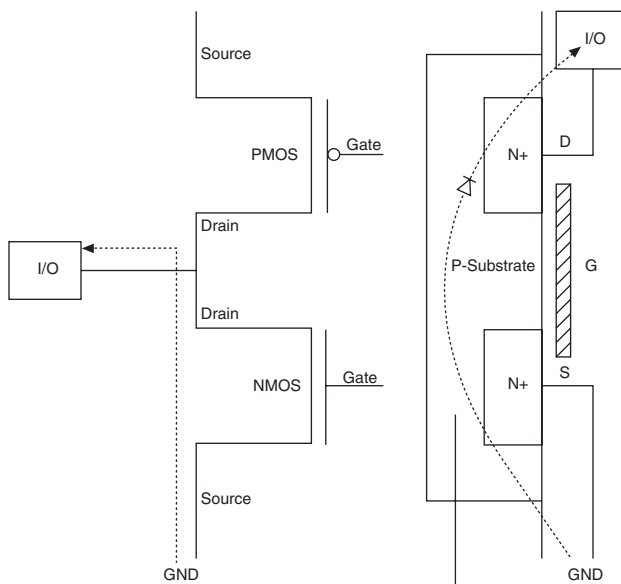 Source
PMOS
Gate
Drain
I/O
Drain
NMOS
Gate
Source
GND
I/O
N+
D
P-Substrate
G
N+
S
GND